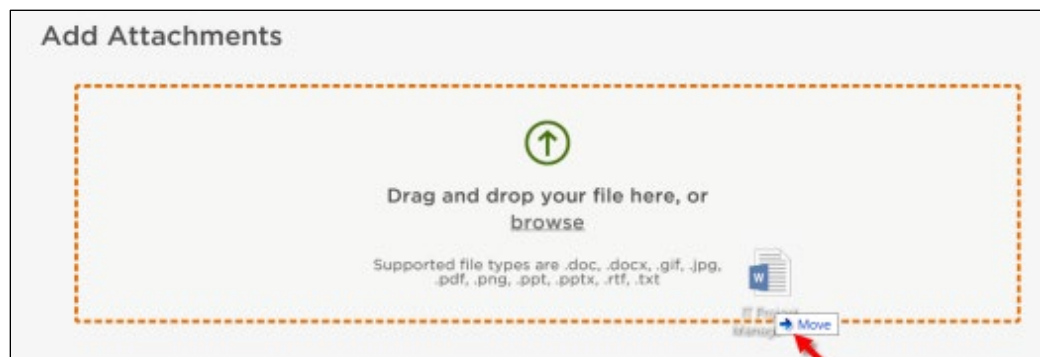 Add Attachments
Drag and drop your file here, or
browse
Supported file types are .doc, .docx, .gif, .jpg,
.pdf, .png, .ppt, .pptx, .rtf, .txt
W
IT
Move